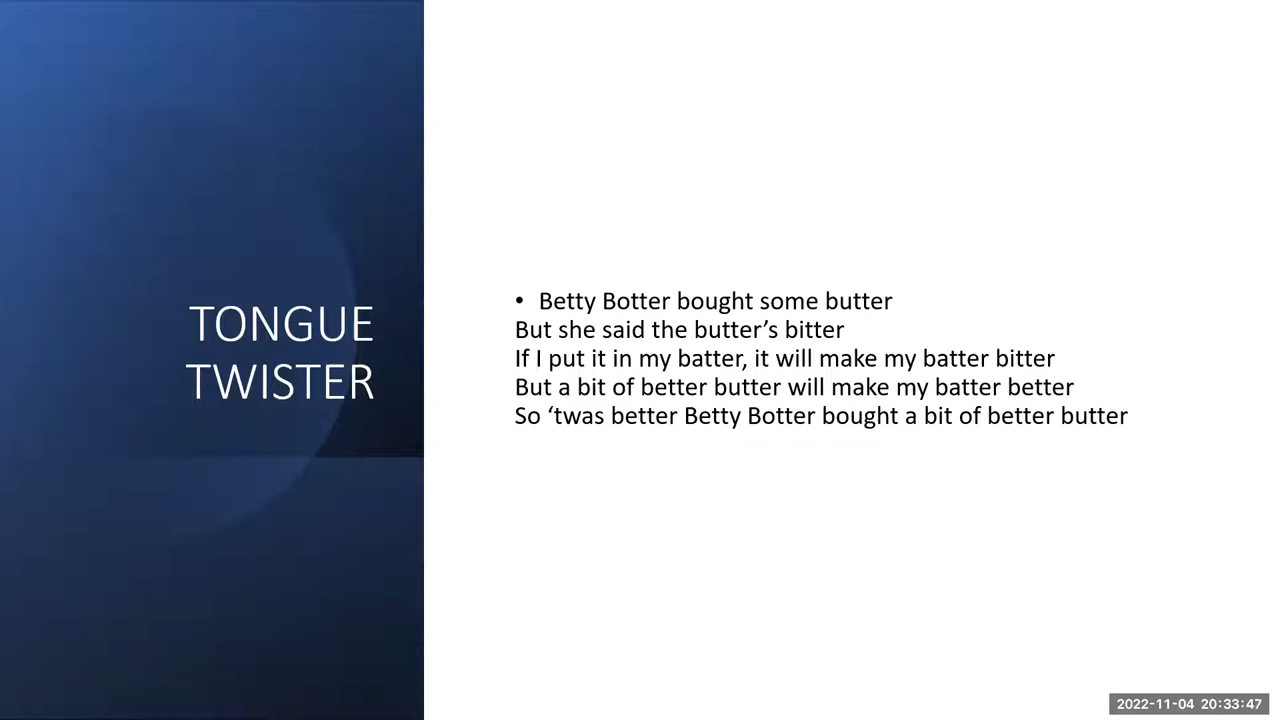 TONGUE
TWISTER
• Betty Botter bought some butter
But she said the butter’s bitter
If I put it in my batter, it will make my batter bitter
But a bit of better butter will make my batter better
So ‘twas better Betty Botter bought a bit of better butter
2022-11-04 20:33:47